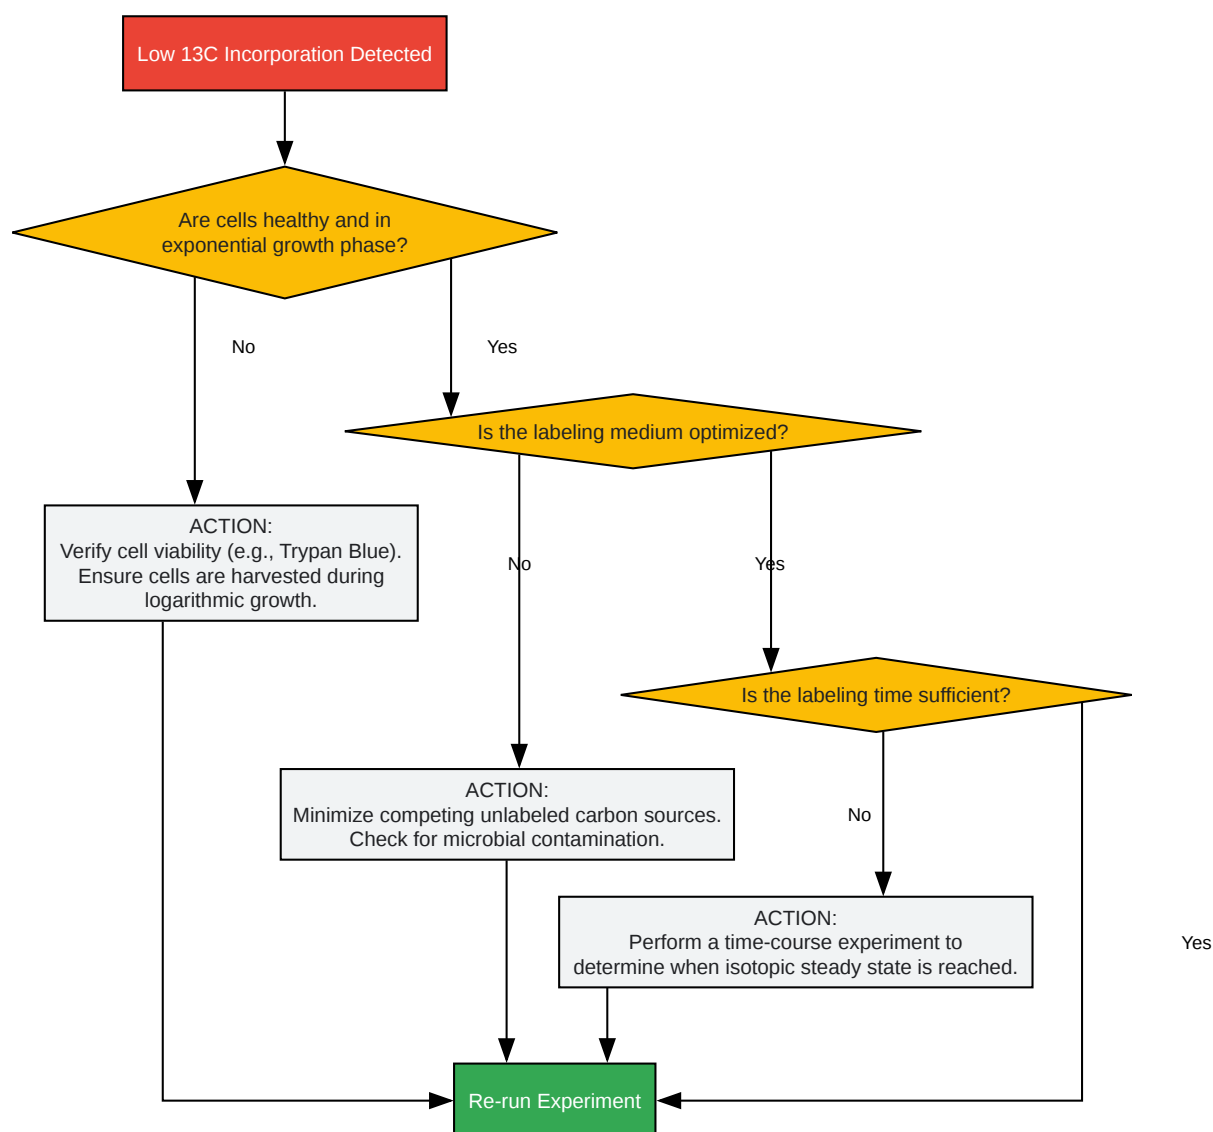 Low 13C Incorporation Detected
Are cells healthy and in
exponential growth phase?
No
Yes
Is the labeling medium optimized?
ACTION:
Verify cell viability (e.g., Trypan Blue).
Ensure cells are harvested during
logarithmic growth.
No
Yes
Is the labeling time sufficient?
ACTION:
Minimize competing unlabeled carbon sources.
Check for microbial contamination.
No
ACTION:
Perform a time-course experiment to
determine when isotopic steady state is reached.
Yes
Re-run Experiment